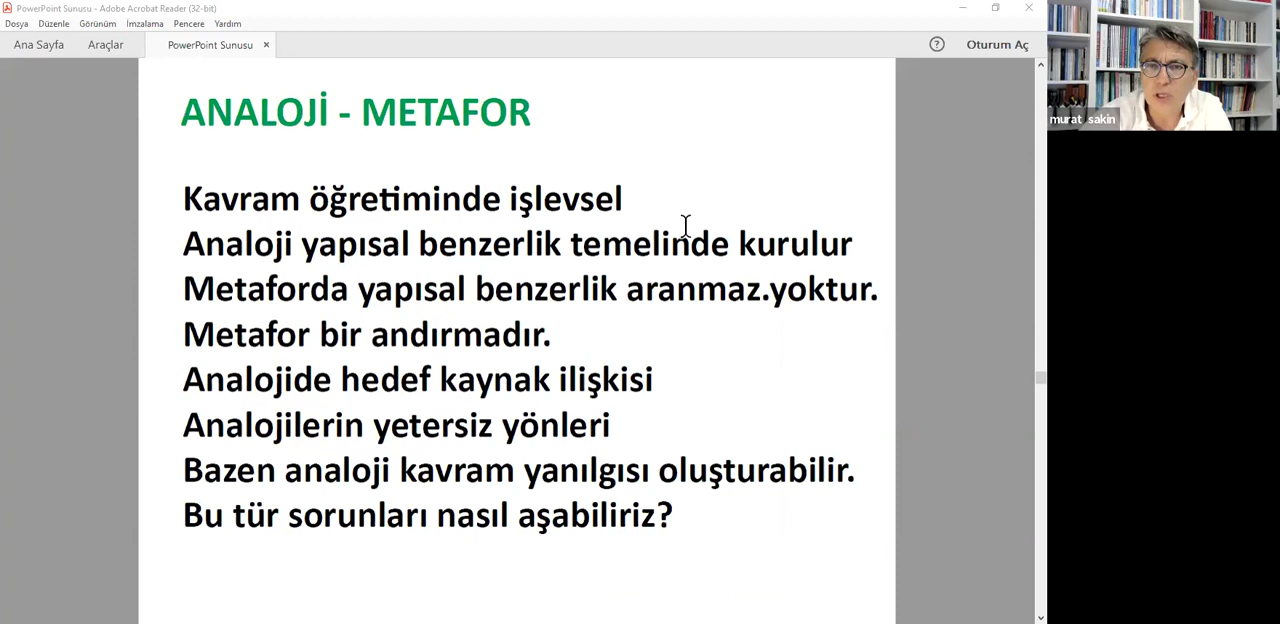 PowerPoint Sunusu - Adobe Acrobat Reader (32-bit)
Dosya Düzenle Görünüm İmzalama Pencere Yardım
Ana Sayfa Araçlar PowerPoint Sunusu × Oturum Aç
murat sakin
ANALOJİ - METAFOR
Kavram öğretiminde işlevsel
Analoji yapısal benzerlik temelinde kurulur
Metaforda yapısal benzerlik aranmaz.yoktur.
Metafor bir andırmadır.
Analojide hedef kaynak ilişkisi
Analojilerin yetersiz yönleri
Bazen analoji kavram yanılgısı oluşturabilir.
Bu tür sorunları nasıl aşabiliriz?